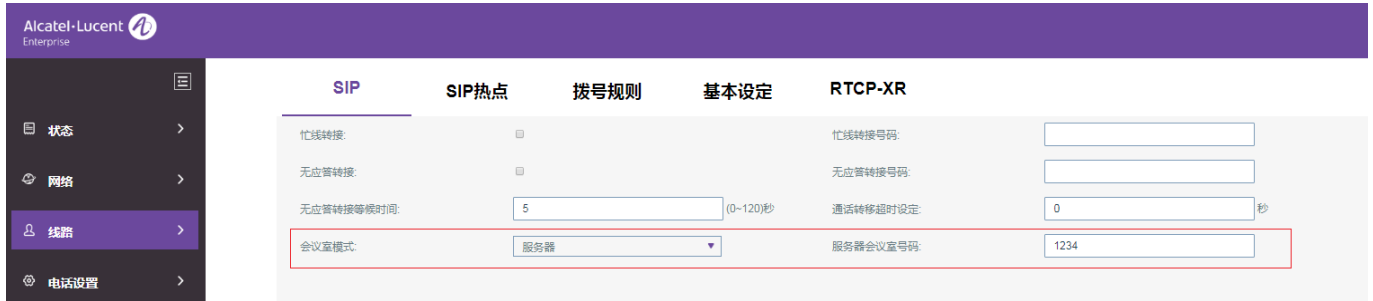 Alcatel·Lucent
Enterprise
SIP
SIP热点
拨号规则
基本设定
RTCP-XR
状态
网络
线路
电话设置
忙线转接:
忙线转接号码:
无应答转接:
无应答转接号码:
无应答转接等候时间: 5 (0~120)秒
通话转移超时设定: 0 秒
会议室模式: 服务器
服务器会议室号码: 1234